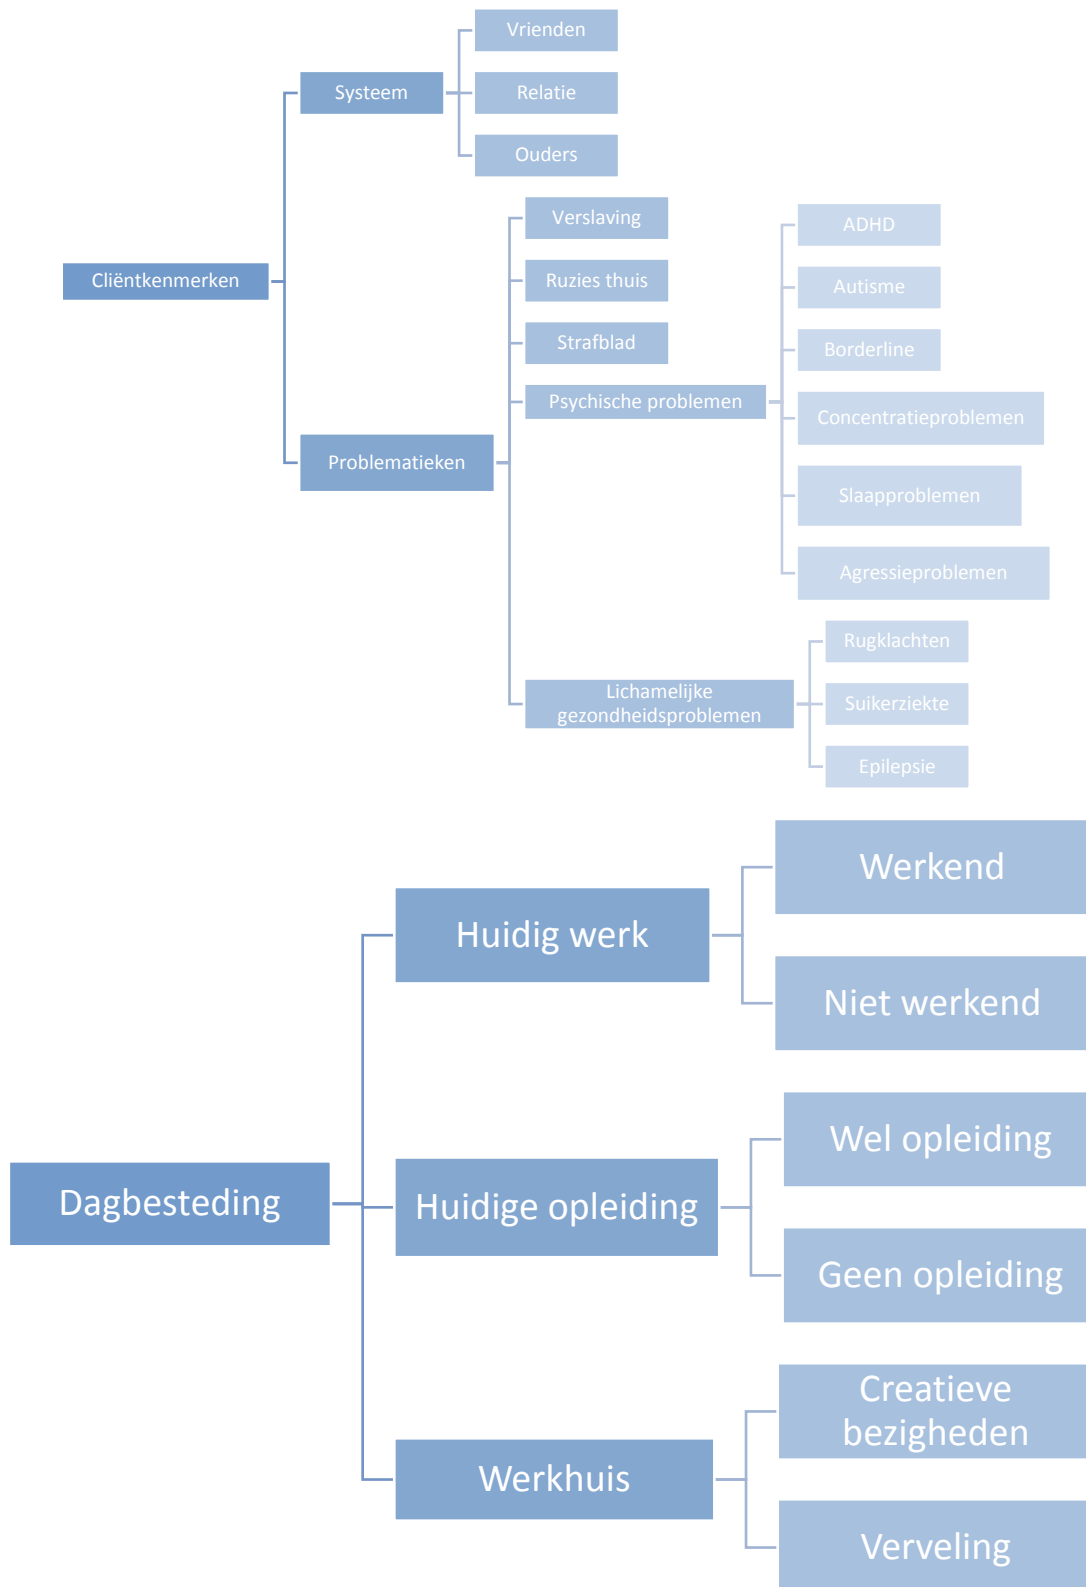 Cliëntkenmerken
Systeem
Vrienden
Relatie
Ouders
Problematieken
Verslaving
Ruzies thuis
Strafblad
Psychische problemen
ADHD
Autisme
Borderline
Concentratieproblemen
Slaapproblemen
Agressieproblemen
Lichamelijke
gezondheidsproblemen
Rugklachten
Suikerziekte
Epilepsie
Dagbesteding
Huidig werk
Werkend
Niet werkend
Huidige opleiding
Wel opleiding
Geen opleiding
Werkhuis
Creatieve
bezigheden
Verveling